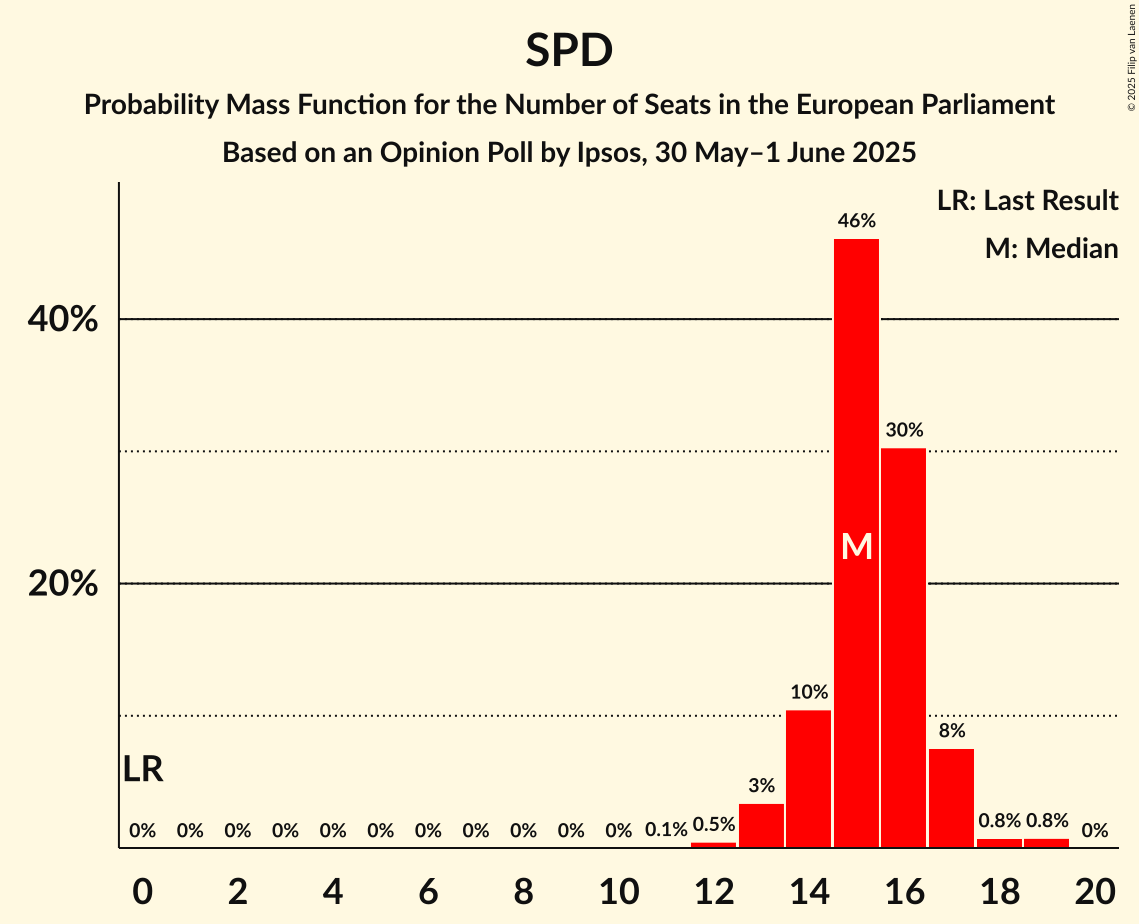 SPD
Probability Mass Function for the Number of Seats in the European Parliament
Based on an Opinion Poll by Ipsos, 30 May–1 June 2025
© 2025 Filip van Laenen
LR: Last Result
M: Median
40%
20%
LR
M
0% 0% 0% 0% 0% 0% 0% 0% 0% 0% 0% 0.1% 0.5% 3% 10% 46% 30% 8% 0.8% 0.8% 0%
0 2 4 6 8 10 12 14 16 18 20